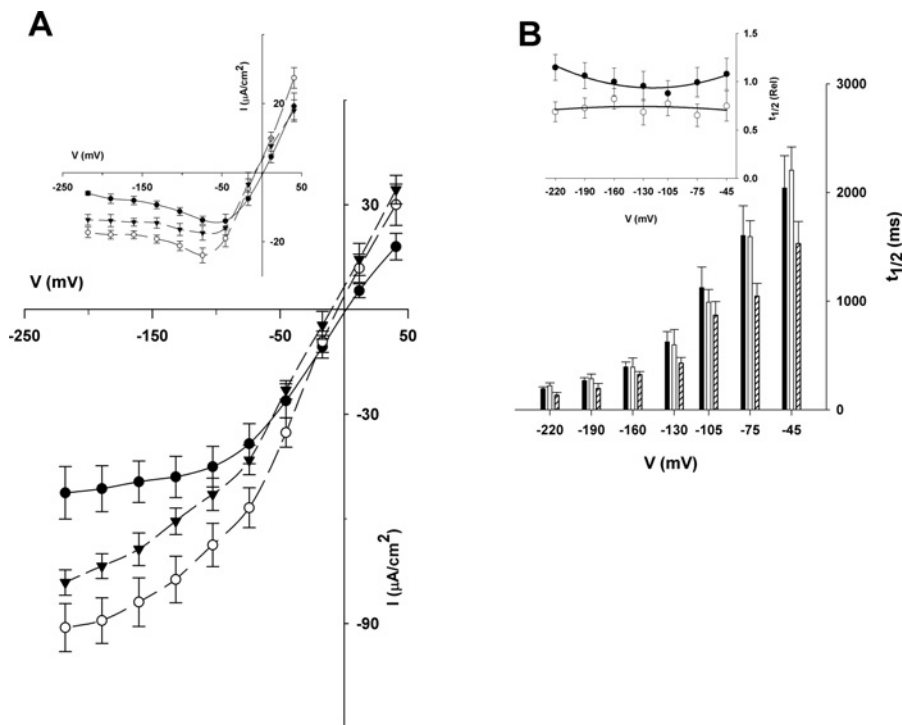 A
I (µA/cm²)
20
V (mV)
-250 -150 -50 50
-20
30
V (mV)
-250 -150 -50 50
-30
I (µA/cm²)
-90
B
1.5
1.0
0.5
0.0
t1/2 (Rel)
-220 -190 -160 -130 -105 -75 -45
V (mV)
3000
2000
1000
0
t1/2 (ms)
-220 -190 -160 -130 -105 -75 -45
V (mV)